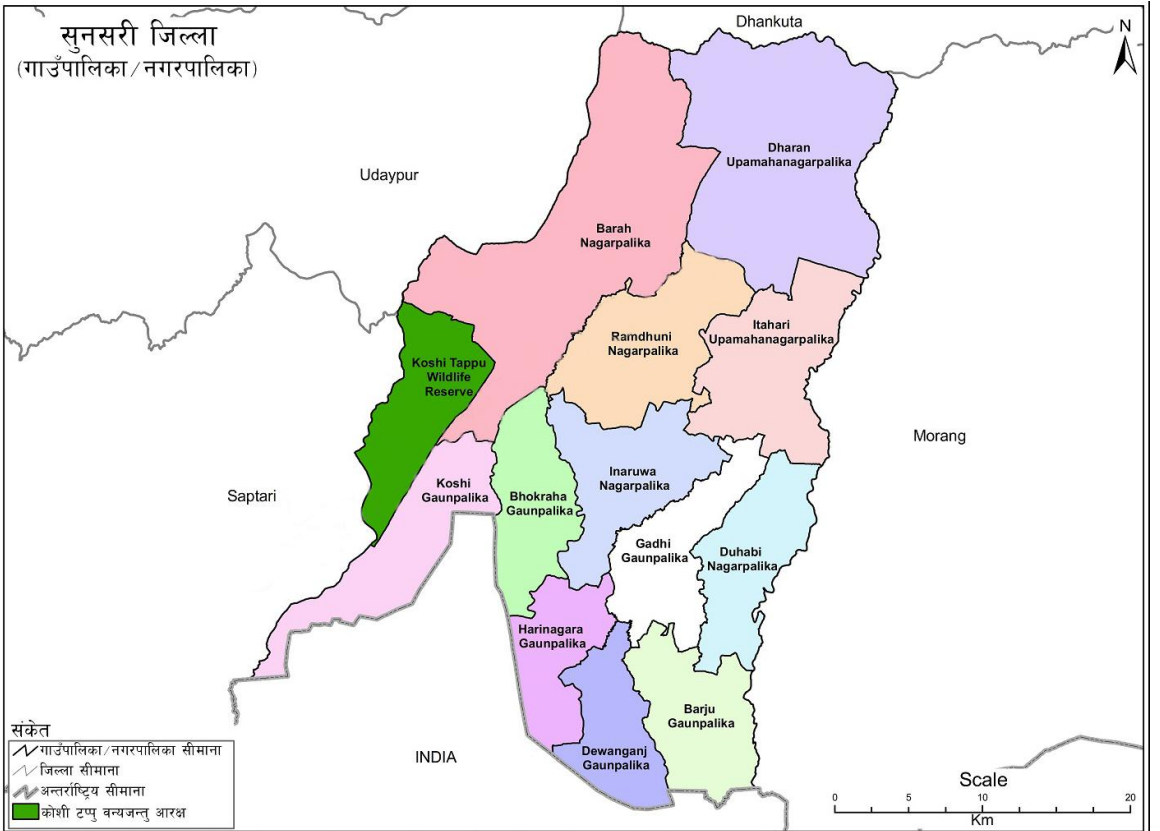 सुनसरी जिल्ला
(गाउँपालिका/नगरपालिका)
Dhankuta
N
Udaypur
Dharan
Upamahanagarpalika
Barah
Nagarpalika
Ramdhuni
Nagarpalika
Itahari
Upamahanagarpalika
Koshi Tappu
Wildlife
Reserve
Morang
Saptari
Koshi
Gaunpalika
Bhokraha
Gaunpalika
Inaruwa
Nagarpalika
Gadhi
Gaunpalika
Duhabi
Nagarpalika
Harinagara
Gaunpalika
Barju
Gaunpalika
Dewanganj
Gaunpalika
INDIA
संकेत
गाउँपालिका/नगरपालिका सीमाना
जिल्ला सीमाना
अन्तर्राष्ट्रिय सीमाना
कोशी टप्पु वन्यजन्तु आरक्ष
Scale
0 5 10 20
Km